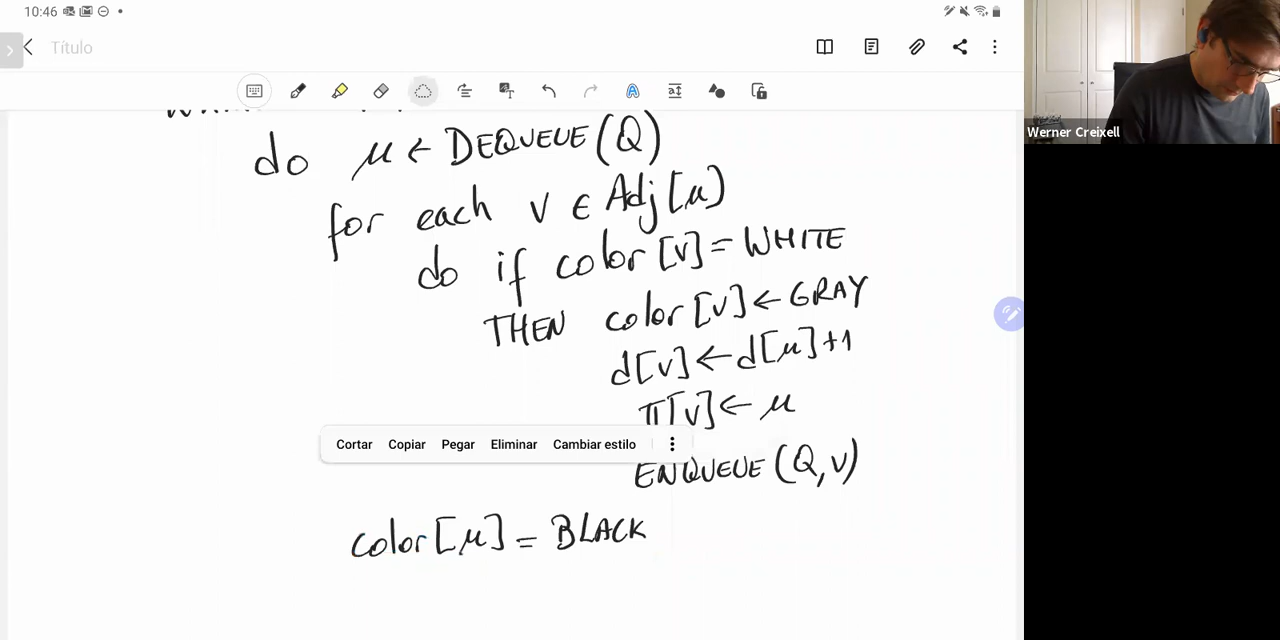 10:46
Título
do μ ← DEQUEUE(Q)
for each v ∈ Adj[μ]
do if color[v] = WHITE
THEN color[v] ← GRAY
d[v] ← d[μ]+1
π[v] ← μ
Cortar Copiar Pegar Eliminar Cambiar estilo
ENQUEUE(Q,v)
color[μ] = BLACK
Werner Creixell